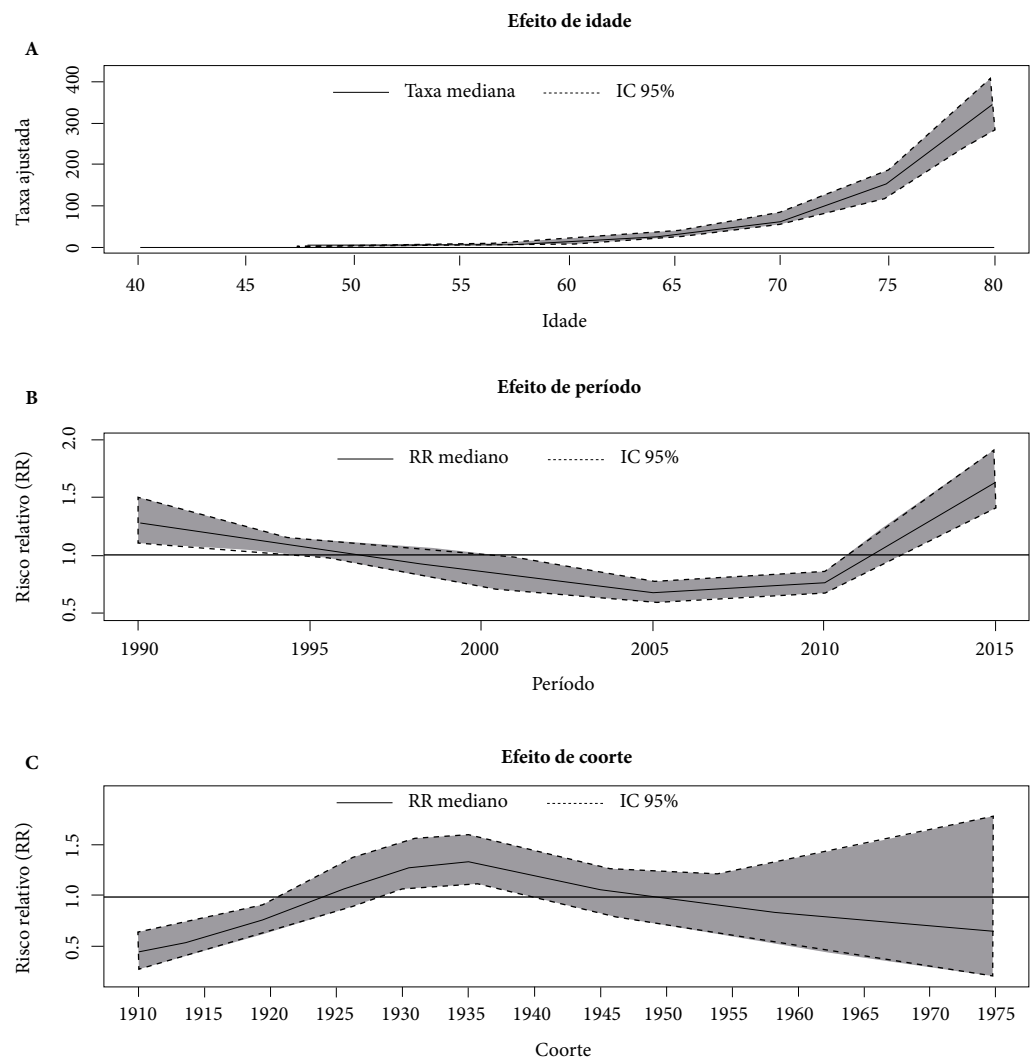 Efeito de idade
A
Taxa mediana IC 95%
Taxa ajustada
400
300
200
100
0
40 45 50 55 60 65 70 75 80
Idade
Efeito de período
B
RR mediano IC 95%
Risco relativo (RR)
2.0
1.5
1.0
0.5
1990 1995 2000 2005 2010 2015
Período
Efeito de coorte
C
RR mediano IC 95%
Risco relativo (RR)
1.5
1.0
0.5
1910 1915 1920 1925 1930 1935 1940 1945 1950 1955 1960 1965 1970 1975
Coorte